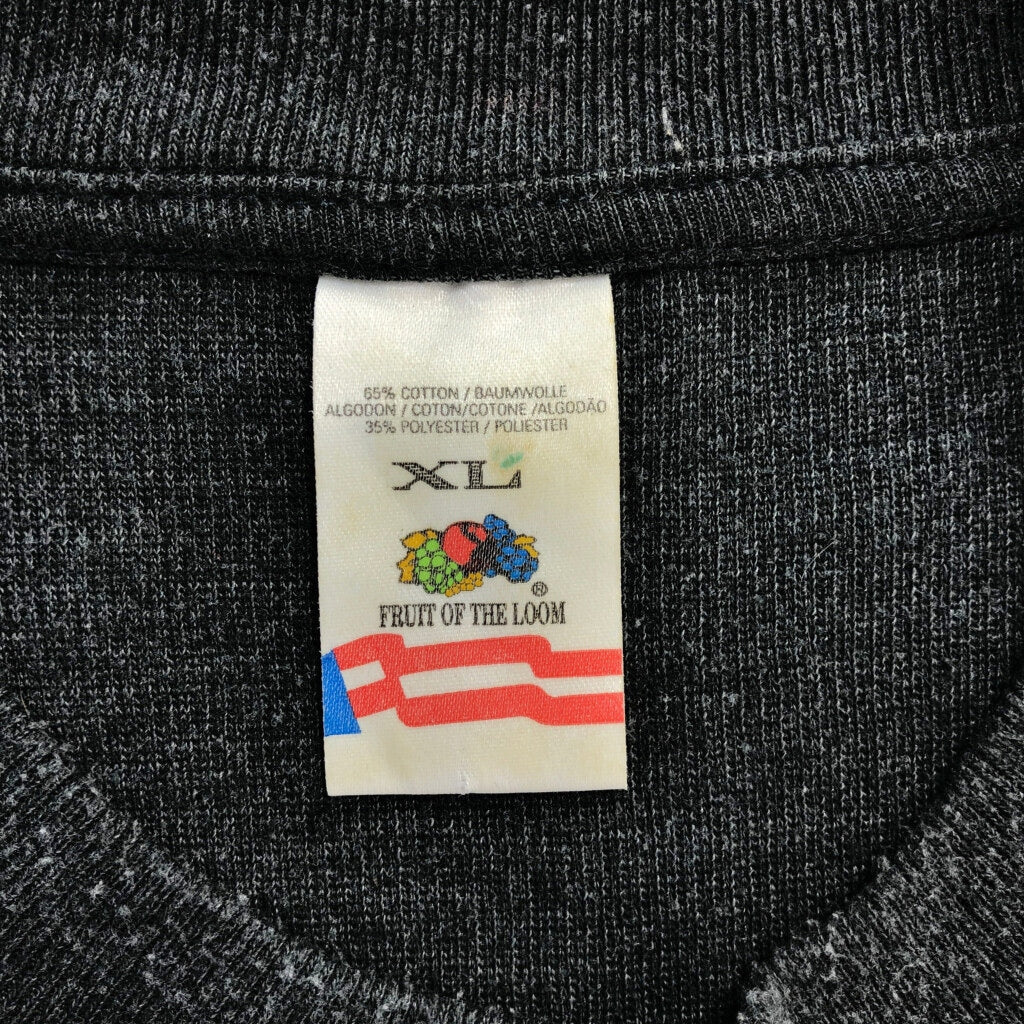 65% COTTON / BAUMWOLLE
ALGODON / COTON/COTONE /ALGODÃO
35% POLYESTER / POLIESTER
XL
®
FRUIT OF THE LOOM